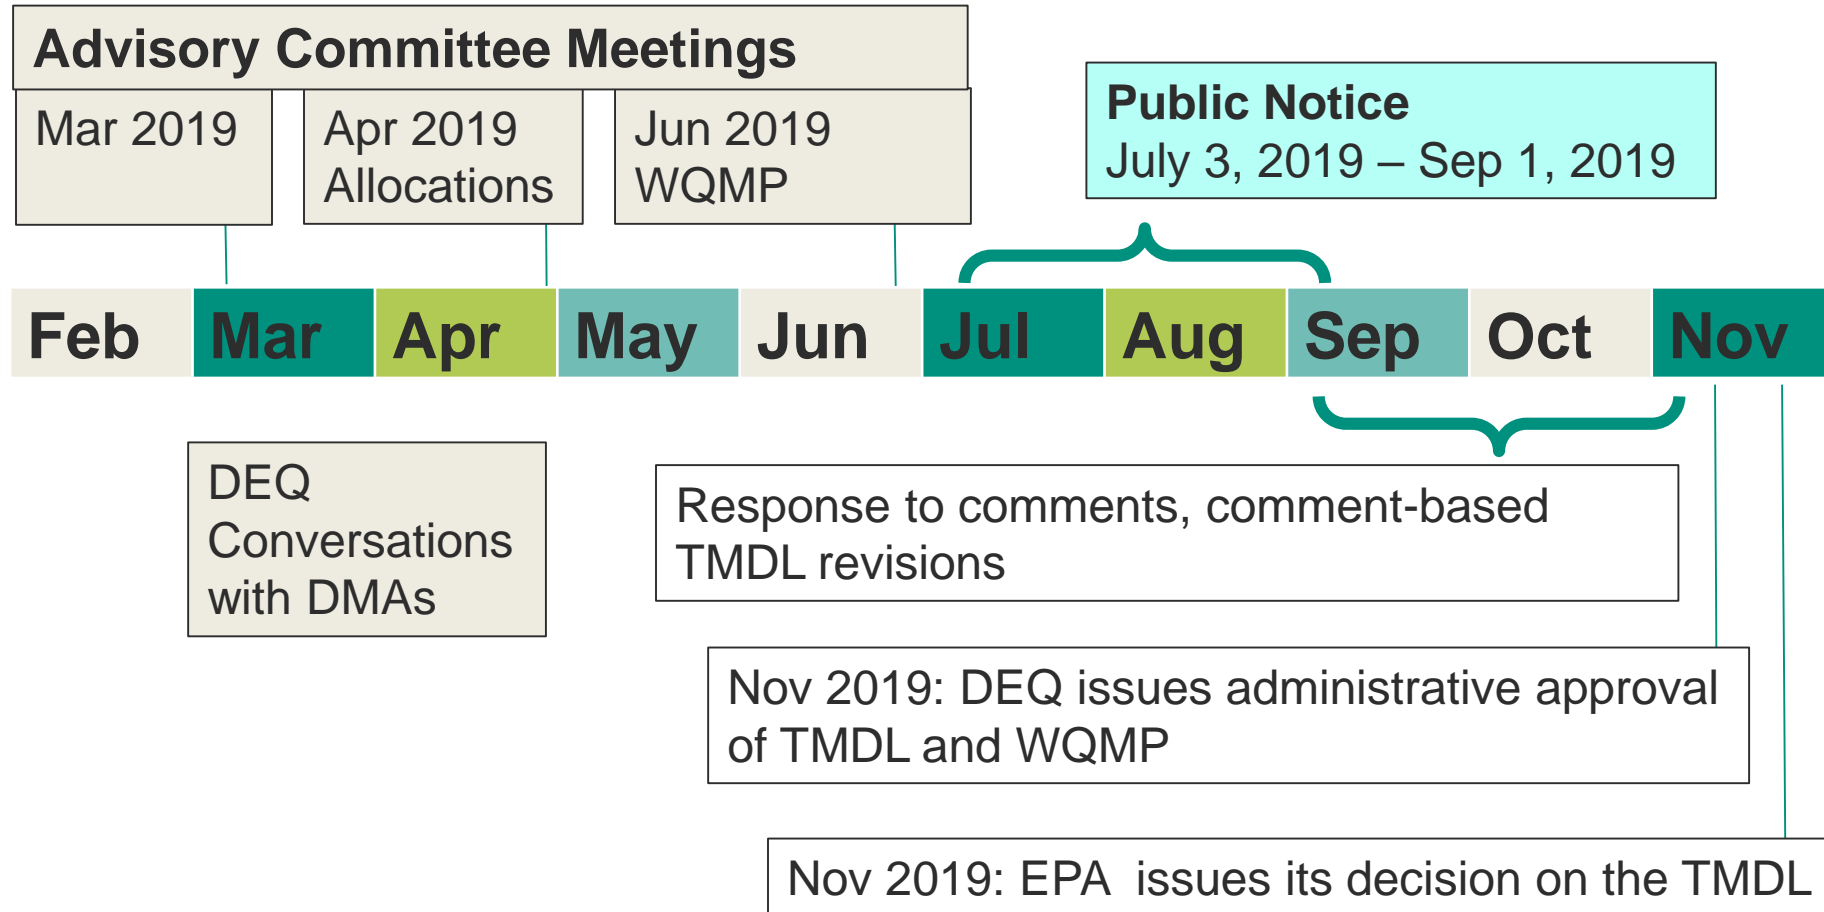 Advisory Committee Meetings
Mar 2019
Apr 2019
Allocations
Jun 2019
WQMP
Public Notice
July 3, 2019 – Sep 1, 2019
Feb Mar Apr May Jun Jul Aug Sep Oct Nov
DEQ
Conversations
with DMAs
Response to comments, comment-based
TMDL revisions
Nov 2019: DEQ issues administrative approval
of TMDL and WQMP
Nov 2019: EPA  issues its decision on the TMDL